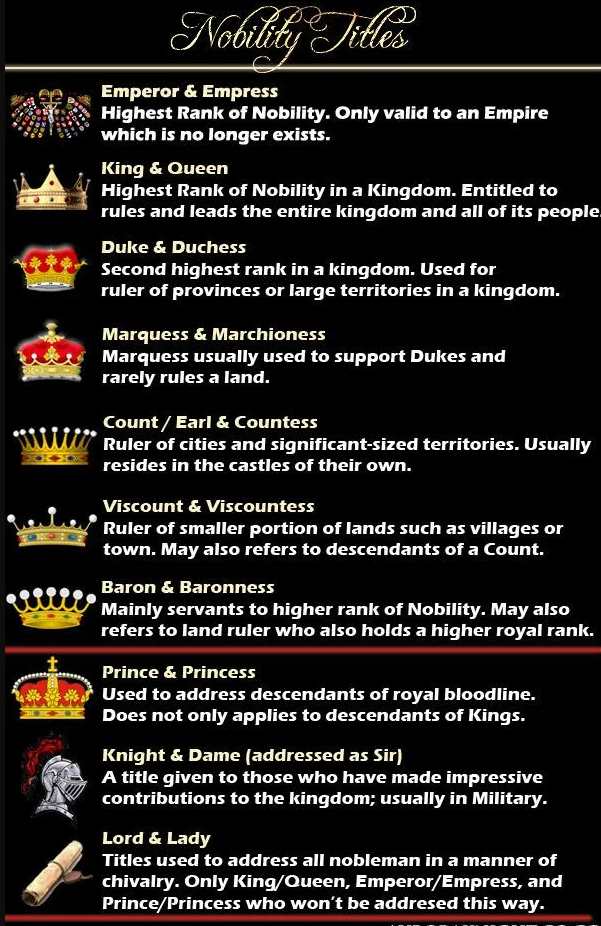 Nobility Titles
Emperor & Empress
Highest Rank of Nobility. Only valid to an Empire
which is no longer exists.
King & Queen
Highest Rank of Nobility in a Kingdom. Entitled to
rules and leads the entire kingdom and all of its people.
Duke & Duchess
Second highest rank in a kingdom. Used for
ruler of provinces or large territories in a kingdom.
Marquess & Marchioness
Marquess usually used to support Dukes and
rarely rules a land.
Count / Earl & Countess
Ruler of cities and significant-sized territories. Usually
resides in the castles of their own.
Viscount & Viscountess
Ruler of smaller portion of lands such as villages or
town. May also refers to descendants of a Count.
Baron & Baronness
Mainly servants to higher rank of Nobility. May also
refers to land ruler who also holds a higher royal rank.
Prince & Princess
Used to address descendants of royal bloodline.
Does not only applies to descendants of Kings.
Knight & Dame (addressed as Sir)
A title given to those who have made impressive
contributions to the kingdom; usually in Military.
Lord & Lady
Titles used to address all nobleman in a manner of
chivalry. Only King/Queen, Emperor/Empress, and
Prince/Princess who won't be addresed this way.